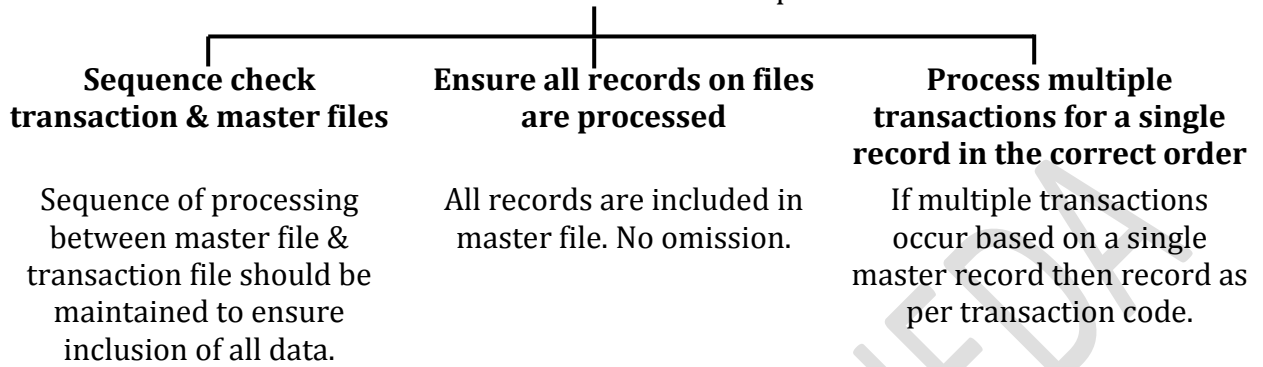 Sequence check
transaction & master files
Sequence of processing
between master file &
transaction file should be
maintained to ensure
inclusion of all data.
Ensure all records on files
are processed
All records are included in
master file. No omission.
Process multiple
transactions for a single
record in the correct order
If multiple transactions
occur based on a single
master record then record as
per transaction code.